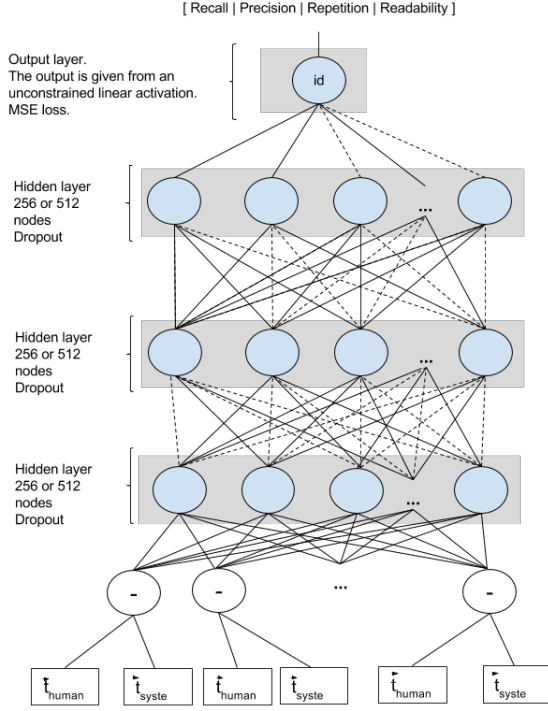 [ Recall | Precision | Repetition | Readability ]
Output layer.
The output is given from an
unconstrained linear activation.
MSE loss.
id
Hidden layer
256 or 512
nodes
Dropout
...
Hidden layer
256 or 512
nodes
Dropout
...
Hidden layer
256 or 512
nodes
Dropout
...
- - ... -
t human t syste t human t syste t human t syste